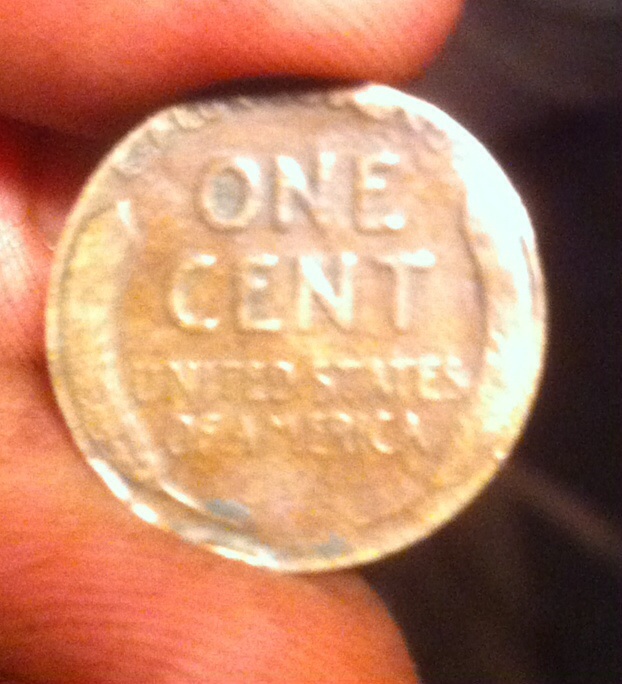 ONE
CENT
UNITED STATES
OF AMERICA